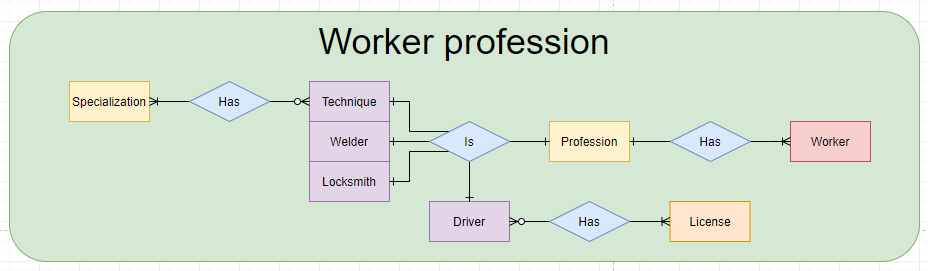 Worker profession
Specialization
Has
Technique
Welder
Locksmith
Is
Profession
Has
Worker
Driver
Has
License